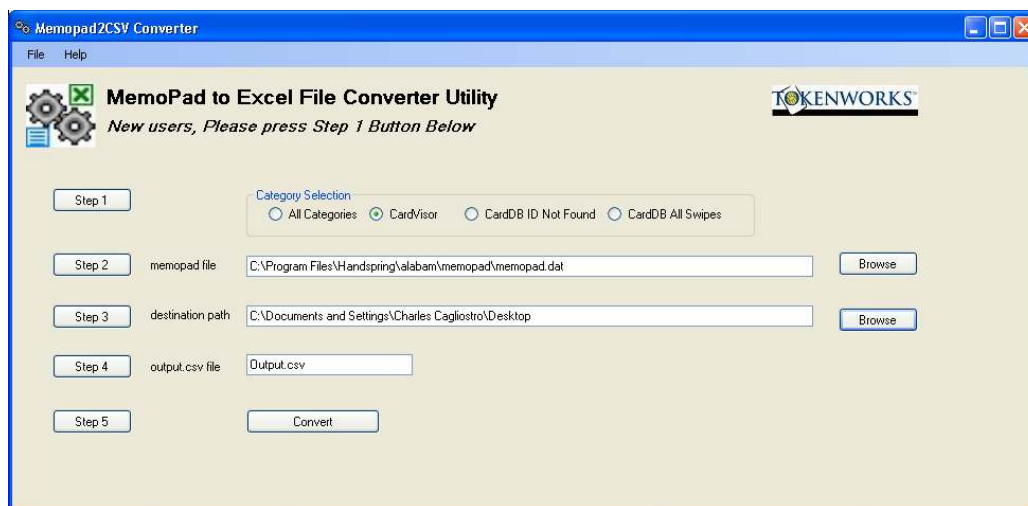 Memopad2CSV Converter
File Help
MemoPad to Excel File Converter Utility
New users, Please press Step 1 Button Below
TOKENWORKS
Step 1
Category Selection
All Categories CardVisor CardDB ID Not Found CardDB All Swipes
Step 2 memopad file C:\Program Files\Handspring\alabam\memopad\memopad.dat Browse
Step 3 destination path C:\Documents and Settings\Charles Cagliostro\Desktop Browse
Step 4 output.csv file Output.csv
Step 5 Convert